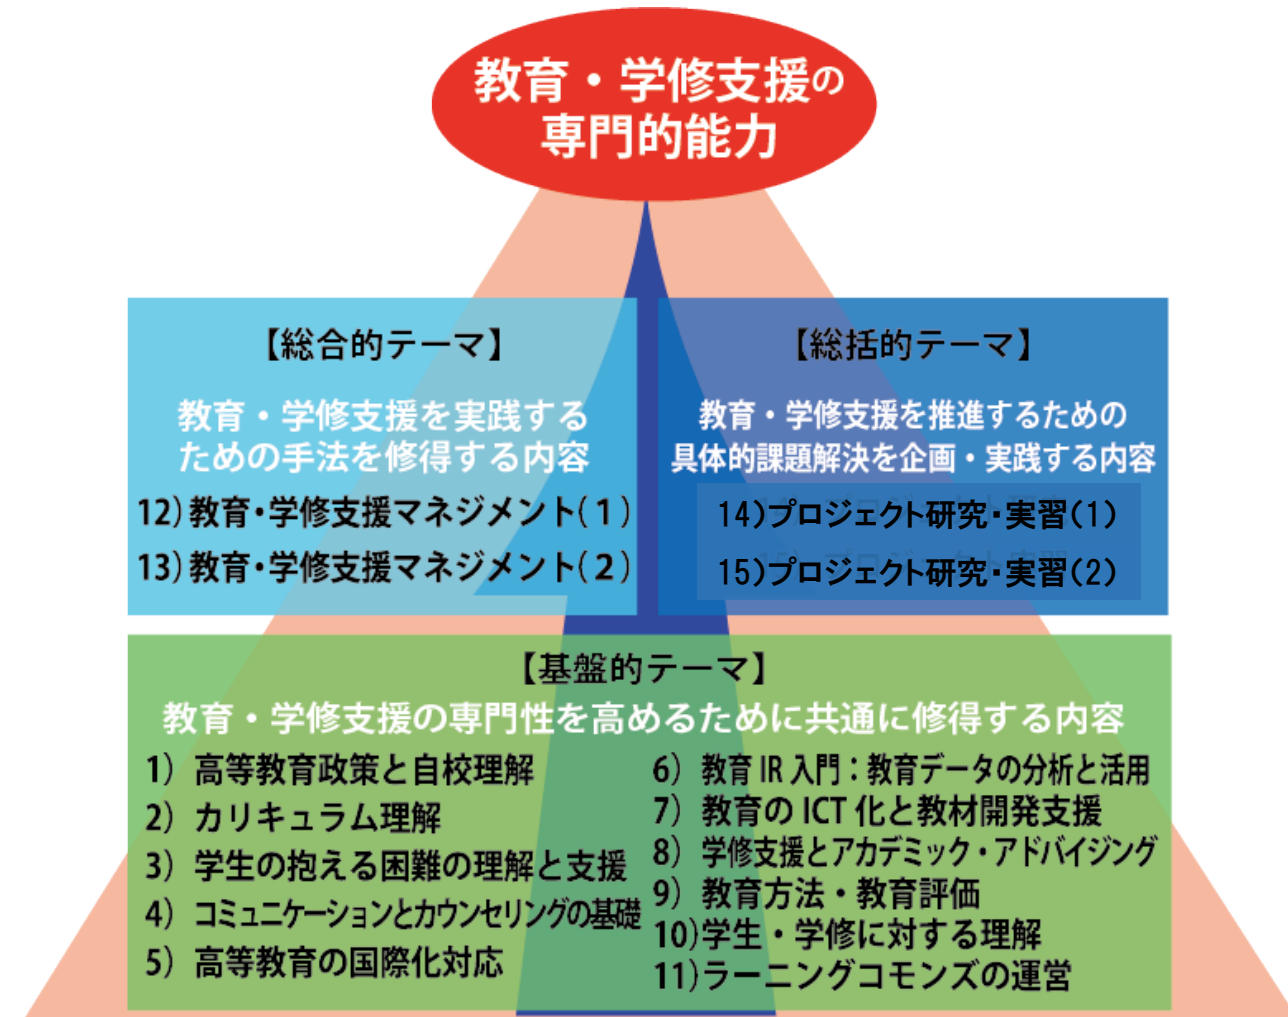 教育・学修支援の
専門的能力
【総合的テーマ】
教育・学修支援を実践する
ための手法を修得する内容
12)教育・学修支援マネジメント(1)
13)教育・学修支援マネジメント(2)
【総括的テーマ】
教育・学修支援を推進するための
具体的課題解決を企画・実践する内容
14)プロジェクト研究・実習(1)
15)プロジェクト研究・実習(2)
【基盤的テーマ】
教育・学修支援の専門性を高めるために共通に修得する内容
1）高等教育政策と自校理解
2）カリキュラム理解
3）学生の抱える困難の理解と支援
4）コミュニケーションとカウンセリングの基礎
5）高等教育の国際化対応
6）教育 IR 入門：教育データの分析と活用
7）教育の ICT 化と教材開発支援
8）学修支援とアカデミック・アドバイジング
9）教育方法・教育評価
10)学生・学修に対する理解
11)ラーニングコモンズの運営